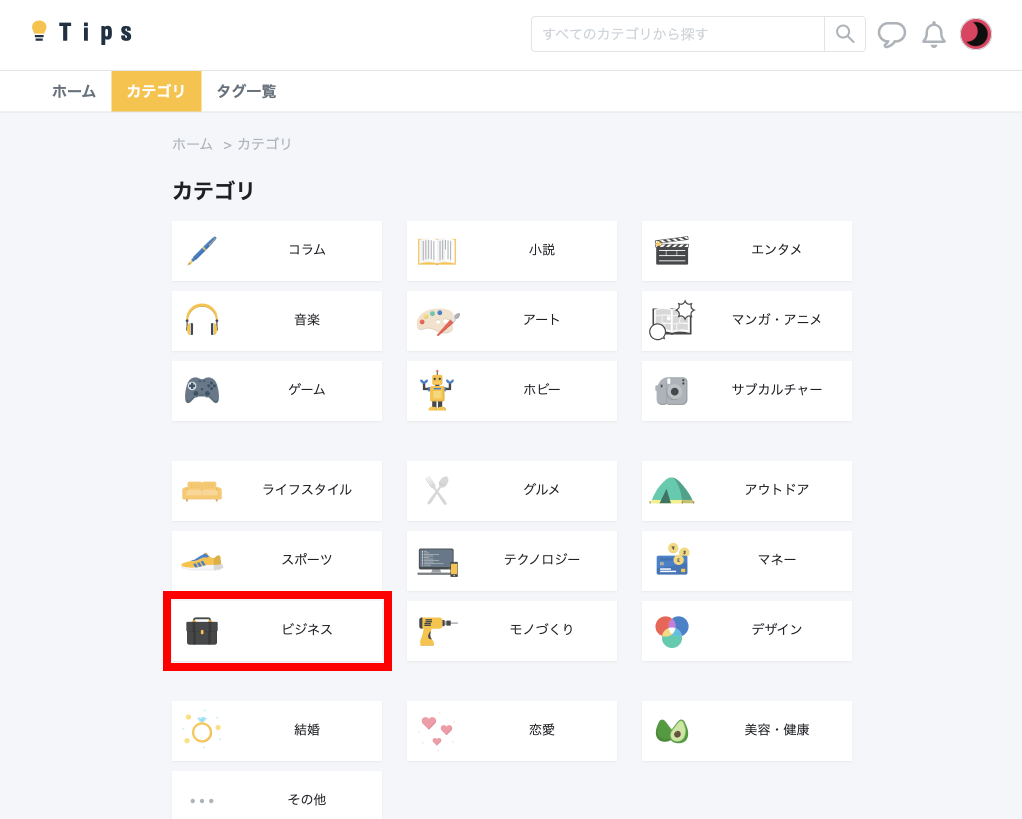 Tips
すべてのカテゴリから探す
ホーム カテゴリ タグ一覧
ホーム > カテゴリ
カテゴリ
コラム 小説 エンタメ
音楽 アート マンガ・アニメ
ゲーム ホビー サブカルチャー
ライフスタイル グルメ アウトドア
スポーツ テクノロジー マネー
ビジネス モノづくり デザイン
結婚 恋愛 美容・健康
その他